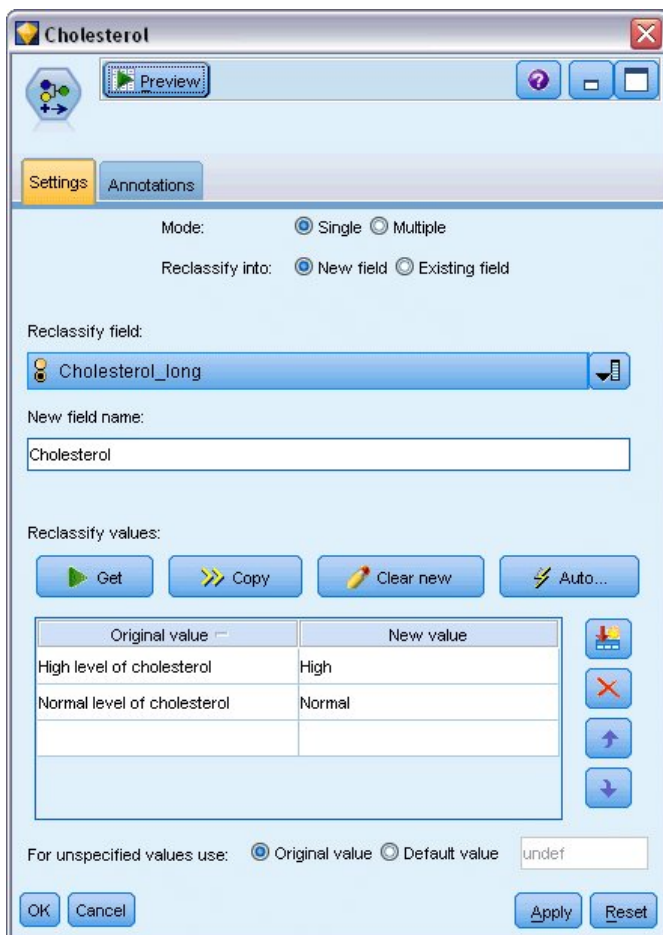 Cholesterol
Preview
Settings Annotations
Mode: Single Multiple
Reclassify into: New field Existing field
Reclassify field:
Cholesterol_long
New field name:
Cholesterol
Reclassify values:
Get Copy Clear new Auto...
Original value New value
High level of cholesterol High
Normal level of cholesterol Normal
For unspecified values use: Original value Default value undef
OK Cancel Apply Reset